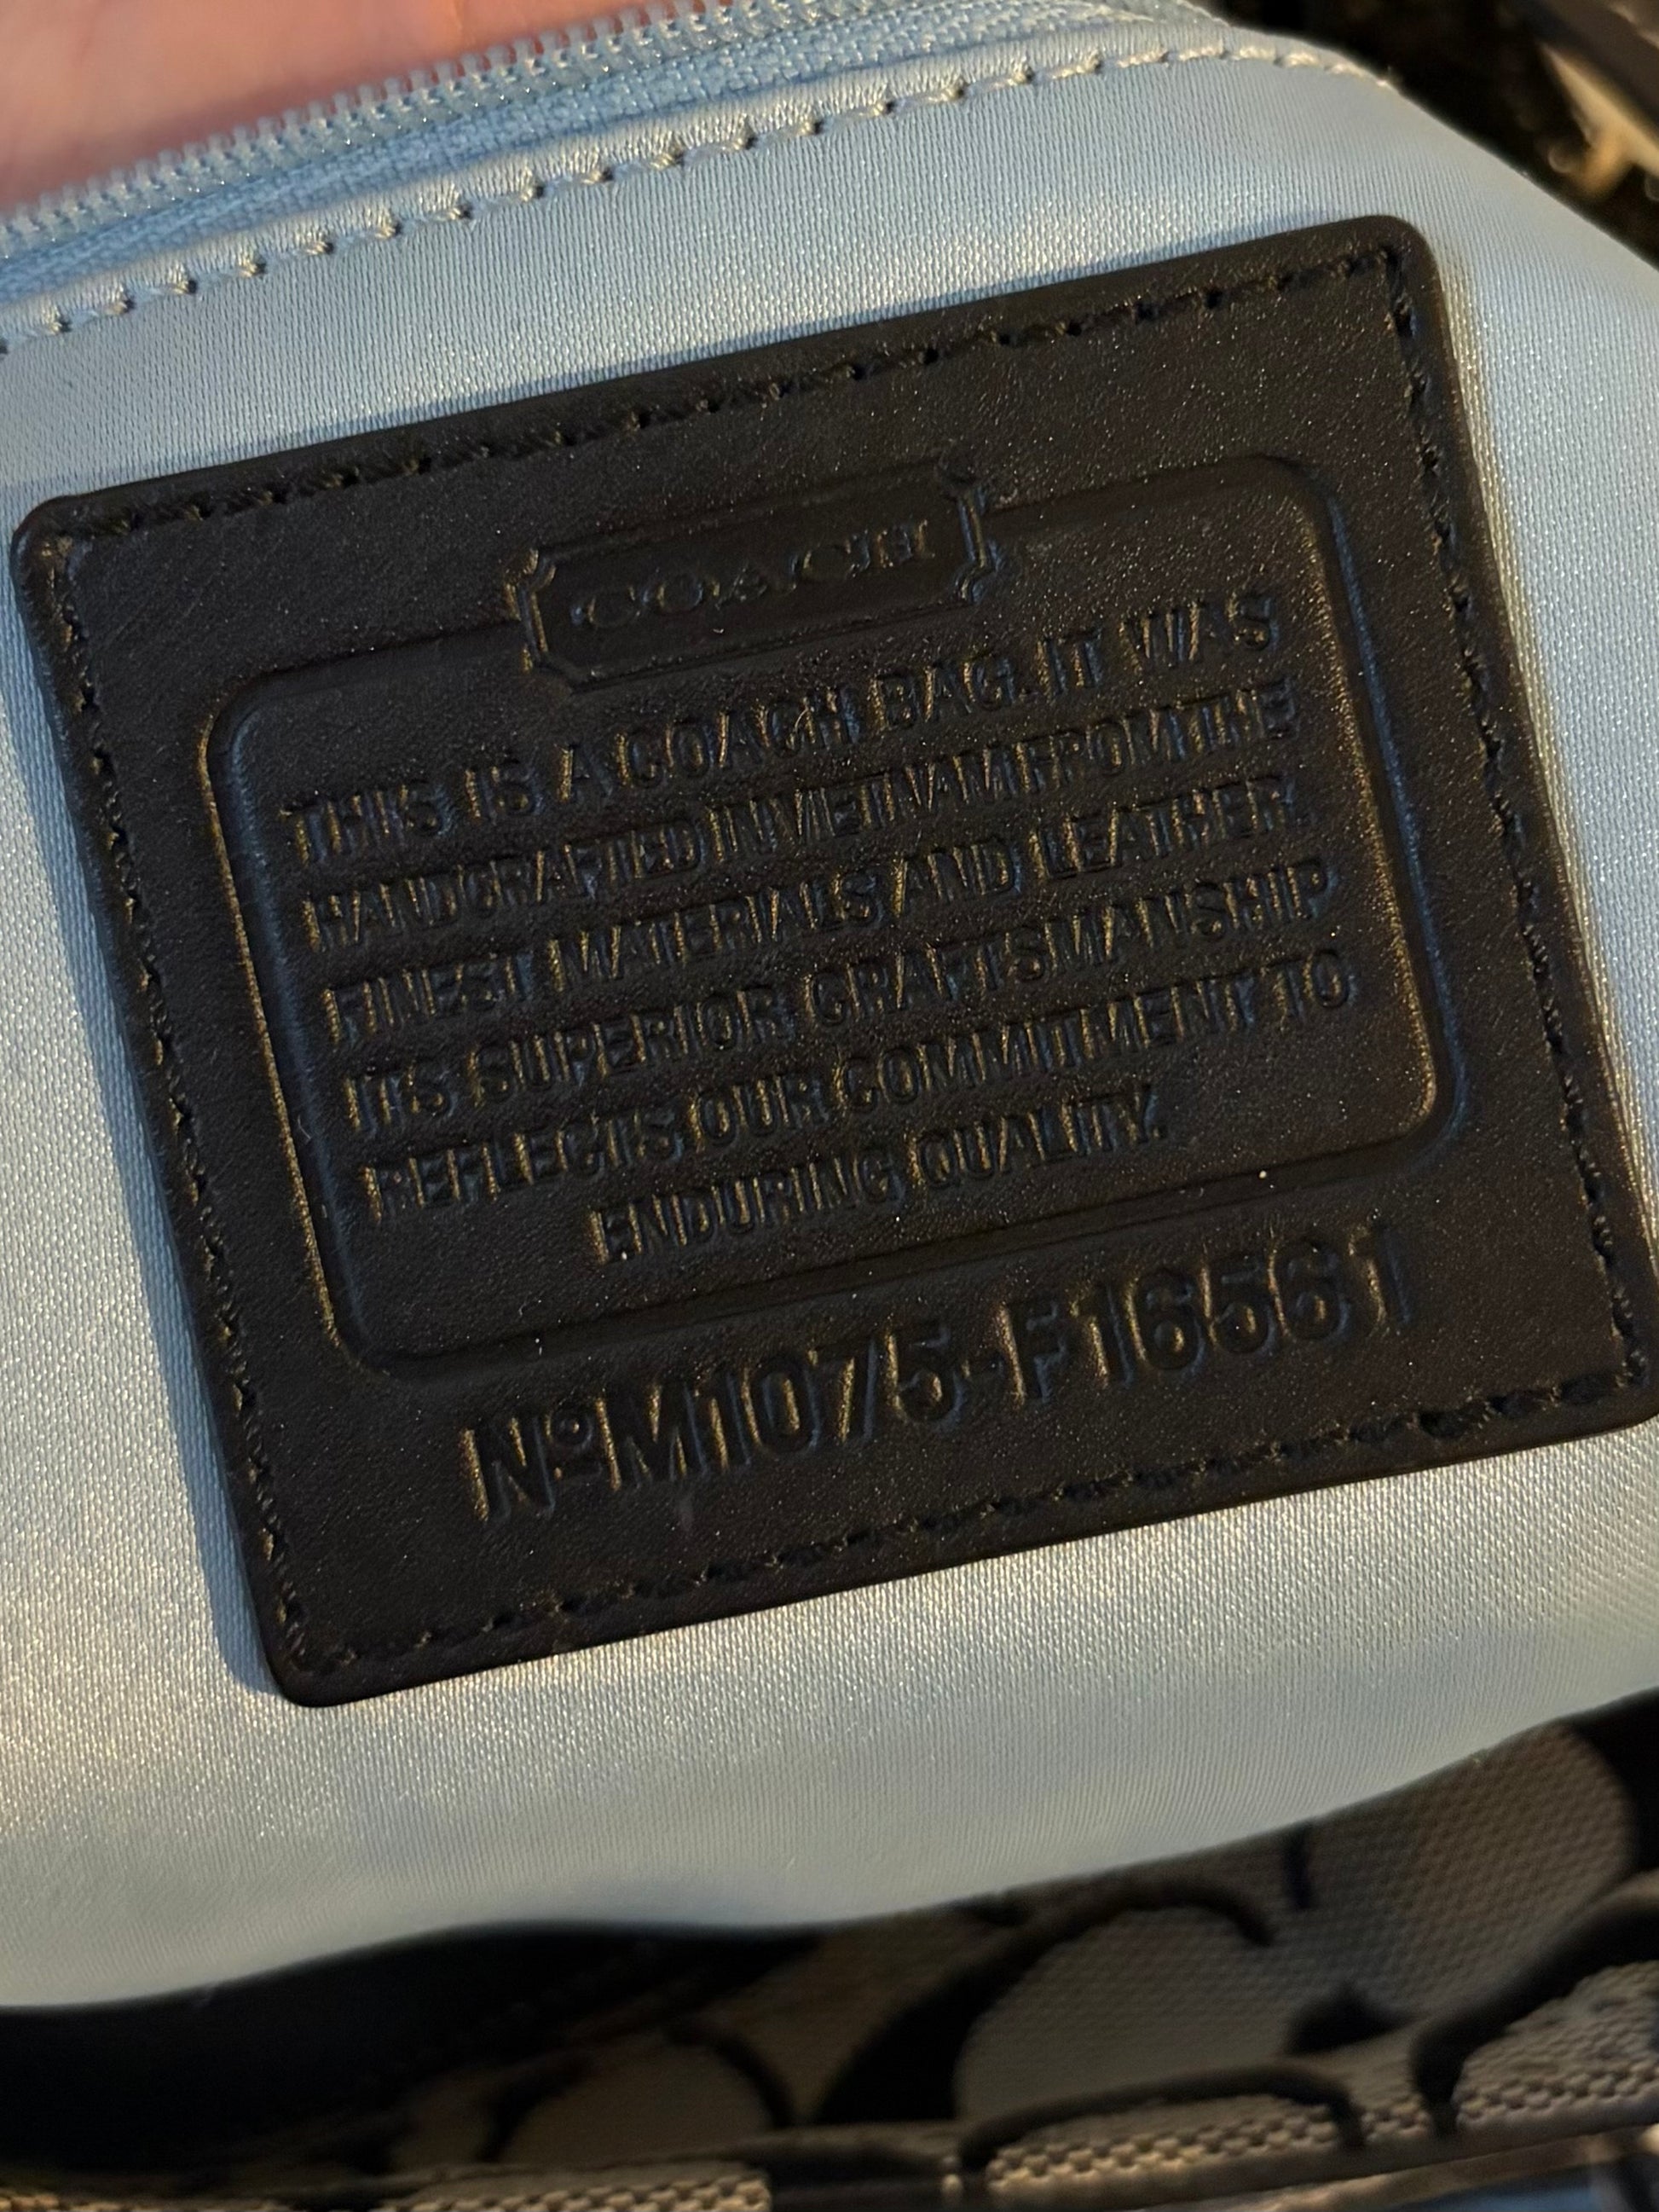 COACH
THIS IS A COACH BAG. IT WAS
HANDCRAFTED IN VIETNAM FROM THE
FINEST MATERIALS AND LEATHER.
ITS SUPERIOR CRAFTSMANSHIP
REFLECTS OUR COMMITMENT TO
ENDURING QUALITY.
NºM1075-F16561